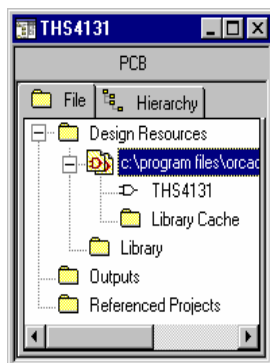 THS4131
PCB
File Hierarchy
Design Resources
c:\program files\orcad
THS4131
Library Cache
Library
Outputs
Referenced Projects